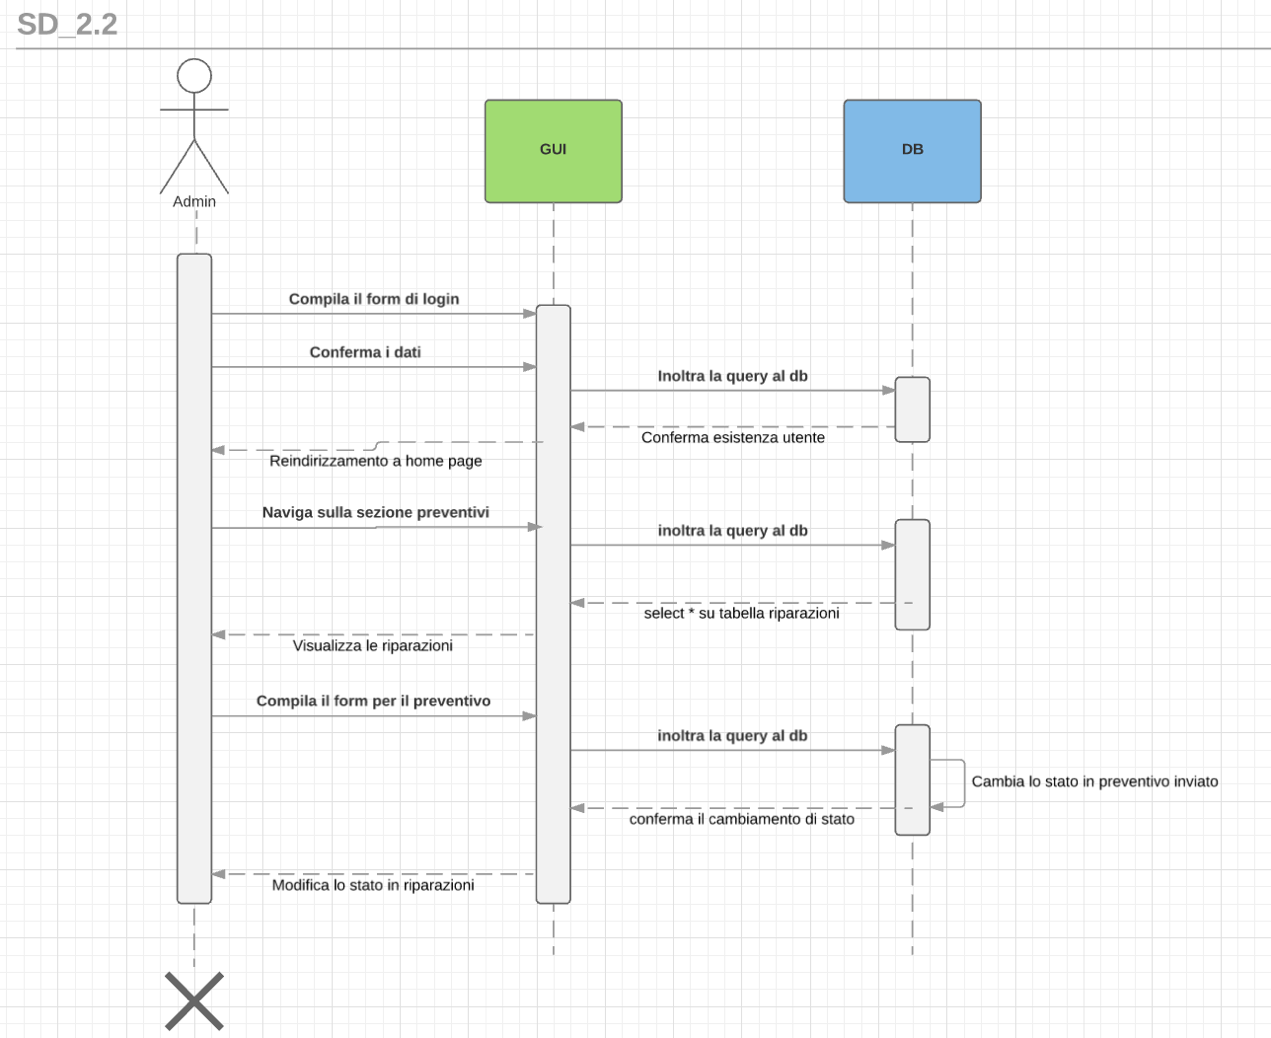 SD_2.2
Admin
GUI
DB
Compila il form di login
Conferma i dati
Inoltra la query al db
Conferma esistenza utente
Reindirizzamento a home page
Naviga sulla sezione preventivi
inoltra la query al db
select * su tabella riparazioni
Visualizza le riparazioni
Compila il form per il preventivo
inoltra la query al db
Cambia lo stato in preventivo inviato
conferma il cambiamento di stato
Modifica lo stato in riparazioni